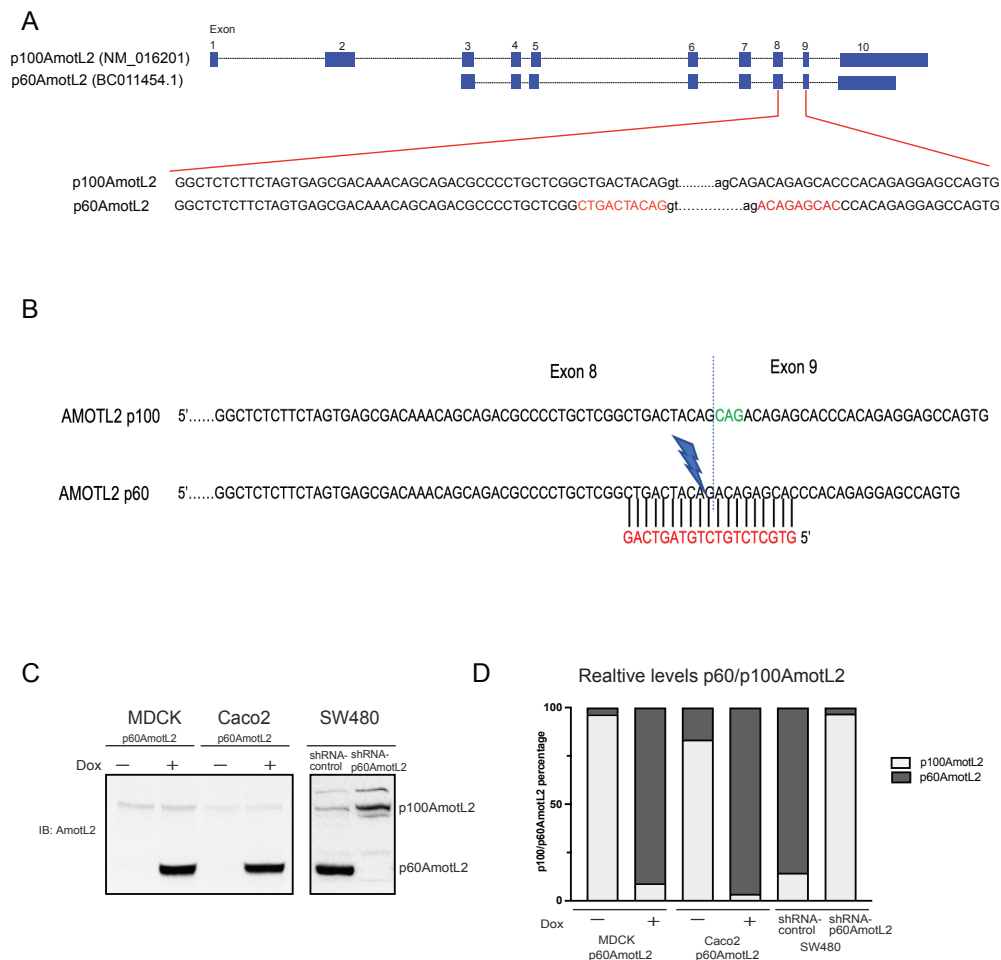 A
Exon
1 2 3 4 5 6 7 8 9 10
p100AmotL2 (NM_016201)
p60AmotL2 (BC011454.1)
p100AmotL2 GGCTCTCTTCTAGTGAGCGACAAACAGCAGACGCCCCTGCTCGGCTGACTACAGgt.........agCAGACAGAGCACCCACAGAGGAGCCAGTG
p60AmotL2 GGCTCTCTTCTAGTGAGCGACAAACAGCAGACGCCCCTGCTCGGCTGACTACAGgt..............agACAGAGCACCCACAGAGGAGCCAGTG
B
Exon 8 Exon 9
AMOTL2 p100 5’......GGCTCTCTTCTAGTGAGCGACAAACAGCAGACGCCCCTGCTCGGCTGACTACAGCAGACAGAGCACCCACAGAGGAGCCAGTG
AMOTL2 p60 5’......GGCTCTCTTCTAGTGAGCGACAAACAGCAGACGCCCCTGCTCGGCTGACTACAGACAGAGCACCCACAGAGGAGCCAGTG
GACTGATGTCTGTCTCGTG 5’
C
MDCK Caco2 SW480
p60AmotL2 p60AmotL2
shRNA-control shRNA-p60AmotL2
Dox — + — +
p100AmotL2
IB: AmotL2
p60AmotL2
D
Realtive levels p60/p100AmotL2
p100/p60AmotL2 percentage
100
50
0
p100AmotL2
p60AmotL2
Dox — + — + shRNA-control shRNA-p60AmotL2
MDCK p60AmotL2 Caco2 p60AmotL2 SW480